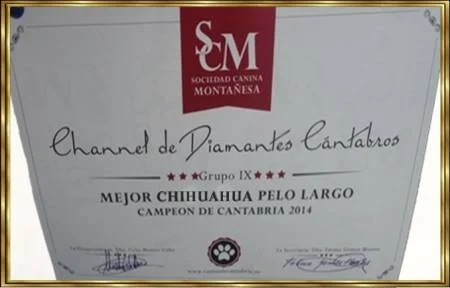 SCM
SOCIEDAD CANINA
MONTAÑESA
Channel de Diamantes Cántabros
★★★Grupo IX★★★
MEJOR CHIHUAHUA PELO LARGO
CAMPEON DE CANTABRIA 2014